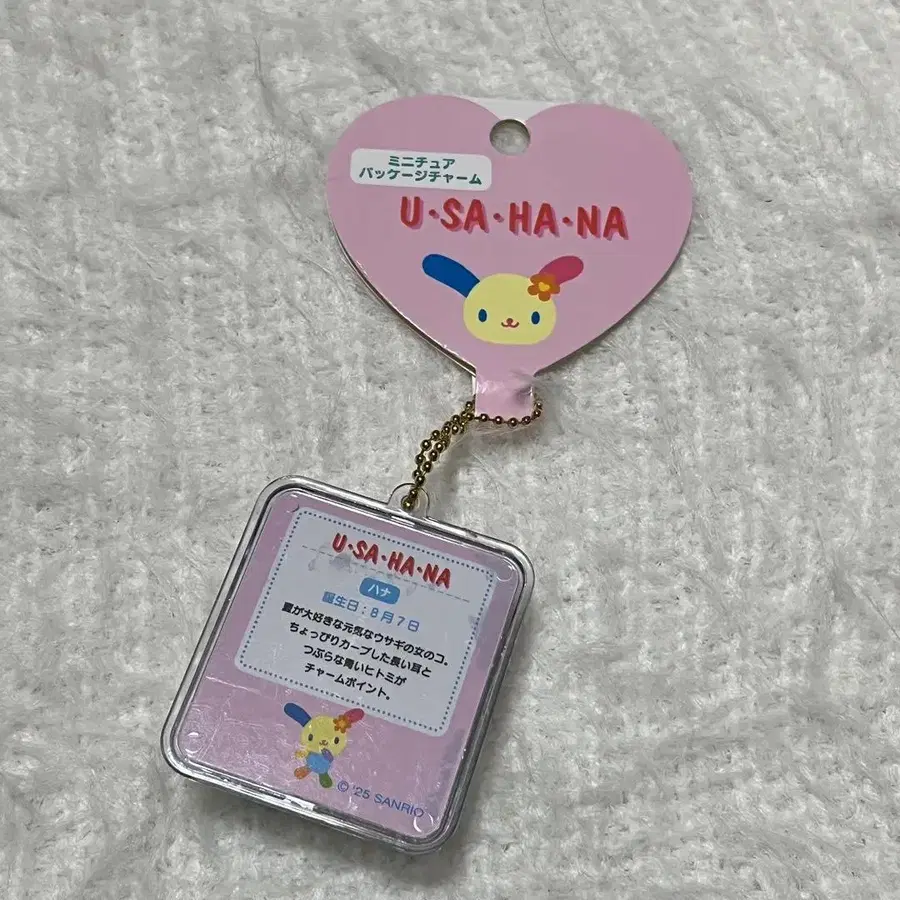 ミニチュア
パッケージチャーム
U・SA・HA・NA
U・SA・HA・NA
ハナ
誕生日：8月7日
夏が大好きな元気なウサギの女のコ。
ちょっぴりカーブした長い耳と
つぶらな青いヒトミが
チャームポイント。
© '25 SANRIO